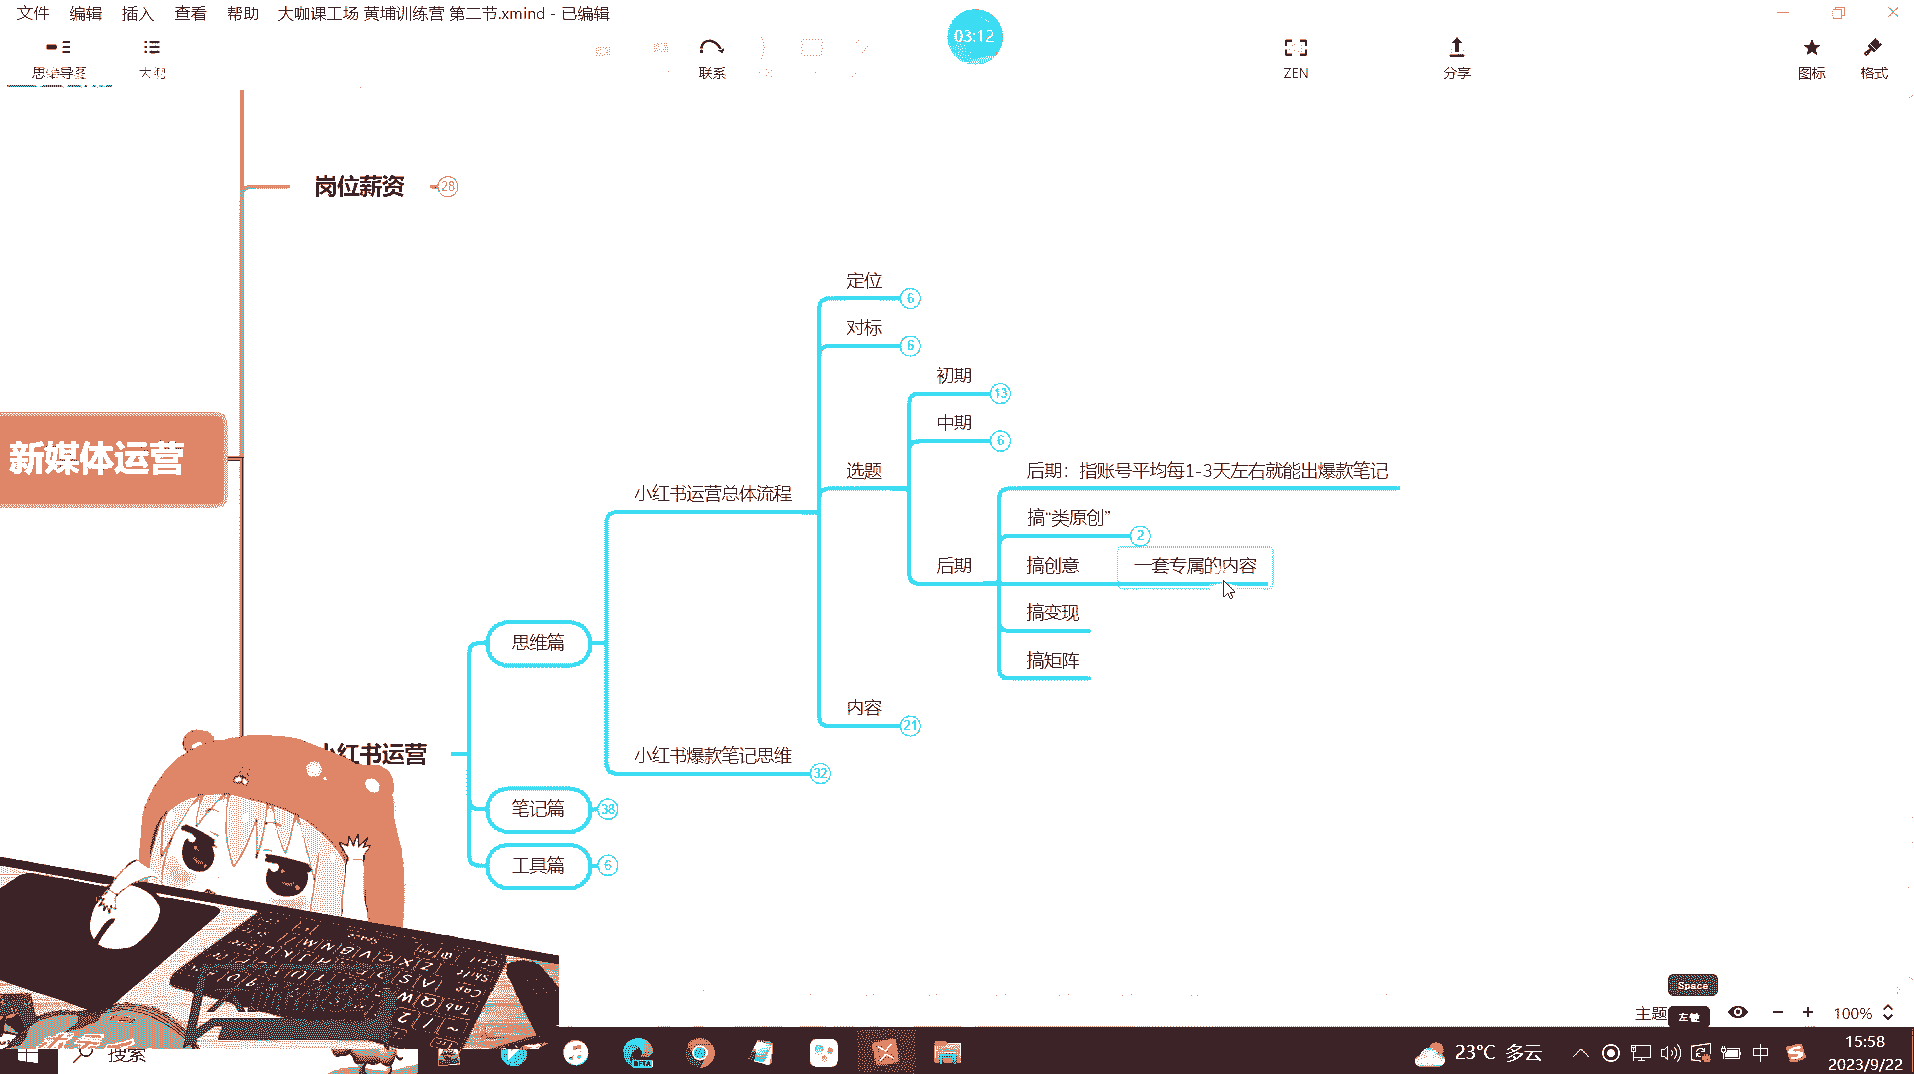 文件 编辑 插入 查看 帮助 大咖课工场 黄埔训练营 第二节.xmind - 已编辑
03:12
思维导图
大纲
联系
ZEN
分享
图标
格式
岗位薪资 28
定位 6
对标 6
初期 13
中期 6
选题
后期：指账号平均每1-3天左右就能出爆款笔记
小红书运营总体流程
搞“类原创” 2
新媒体运营
后期
搞创意
一套专属的内容
搞变现
思维篇
搞矩阵
内容 21
小红书运营
小红书爆款笔记思维 32
笔记篇 38
工具篇 6
Space
主题
左键
100%
搜索
BETA
23°C 多云
中
15:58
2023/9/22